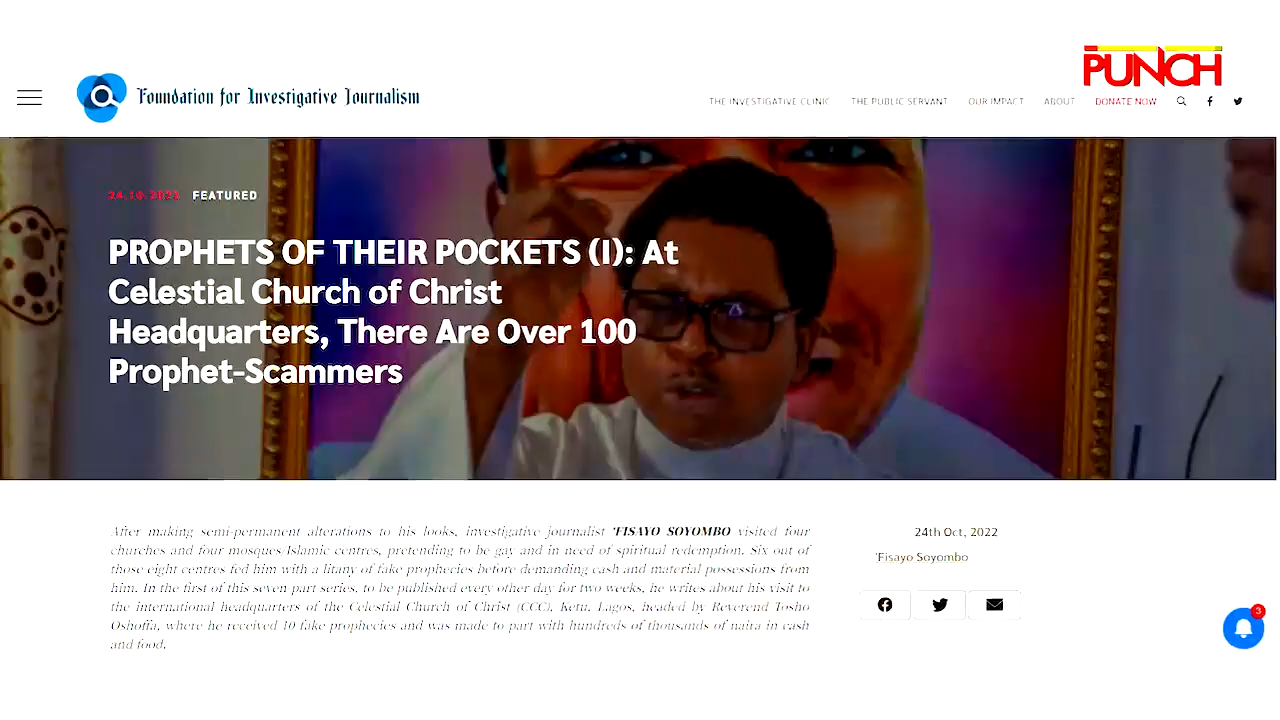 PUNCH
Foundation for Investigative Journalism
THE INVESTIGATIVE CLINIC THE PUBLIC SERVANT OUR IMPACT ABOUT DONATE NOW
24.10.2022 FEATURED
PROPHETS OF THEIR POCKETS (I): At
Celestial Church of Christ
Headquarters, There Are Over 100
Prophet-Scammers
After making semi-permanent alterations to his looks, investigative journalist 'FISAYO SOYOMBO visited four
churches and four mosques/Islamic centres, pretending to be gay and in need of spiritual redemption. Six out of
those eight centres fed him with a litany of fake prophecies before demanding cash and material possessions from
him. In the first of this seven-part series, to be published every other day for two weeks, he writes about his visit to
the international headquarters of the Celestial Church of Christ (CCC), Ketu, Lagos, headed by Reverend Tosho
Oshoffa, where he received 10 fake prophecies and was made to part with hundreds of thousands of naira in cash
and food.
24th Oct, 2022
'Fisayo Soyombo
3